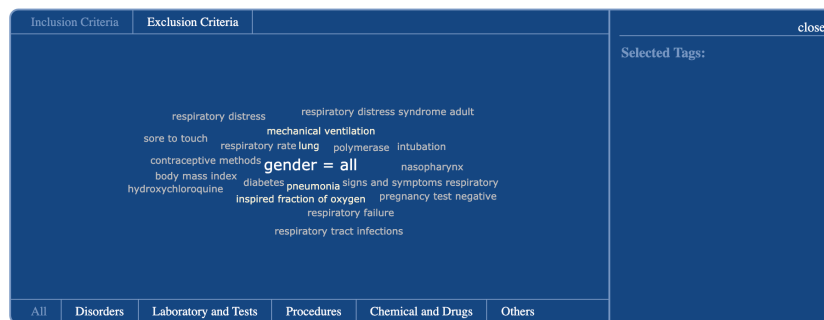 Inclusion Criteria
Exclusion Criteria
close
Selected Tags:
respiratory distress
respiratory distress syndrome adult
mechanical ventilation
sore to touch
respiratory rate
lung
polymerase
intubation
contraceptive methods
gender = all
nasopharynx
body mass index
diabetes
pneumonia
signs and symptoms respiratory
hydroxychloroquine
inspired fraction of oxygen
pregnancy test negative
respiratory failure
respiratory tract infections
All
Disorders
Laboratory and Tests
Procedures
Chemical and Drugs
Others